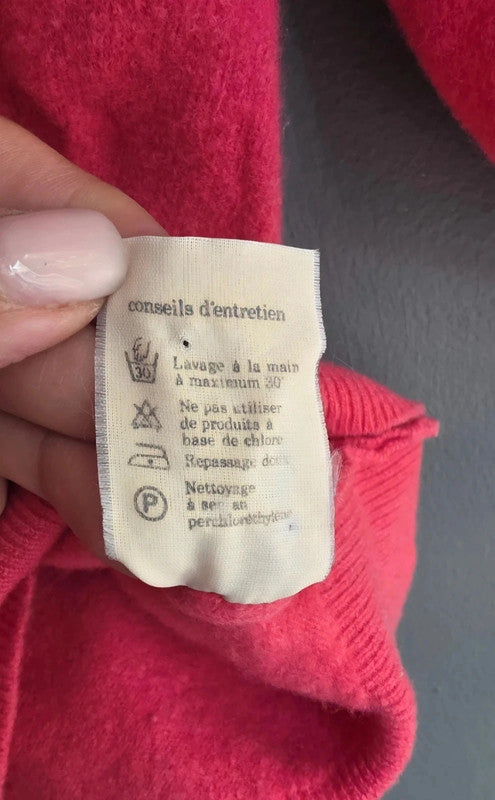 conseils d'entretien
30
Lavage à la main
à maximum 30°
Ne pas utiliser
de produits à
base de chlore
Repassage doux
P
Nettoyage
à sec au
perchloréthylène